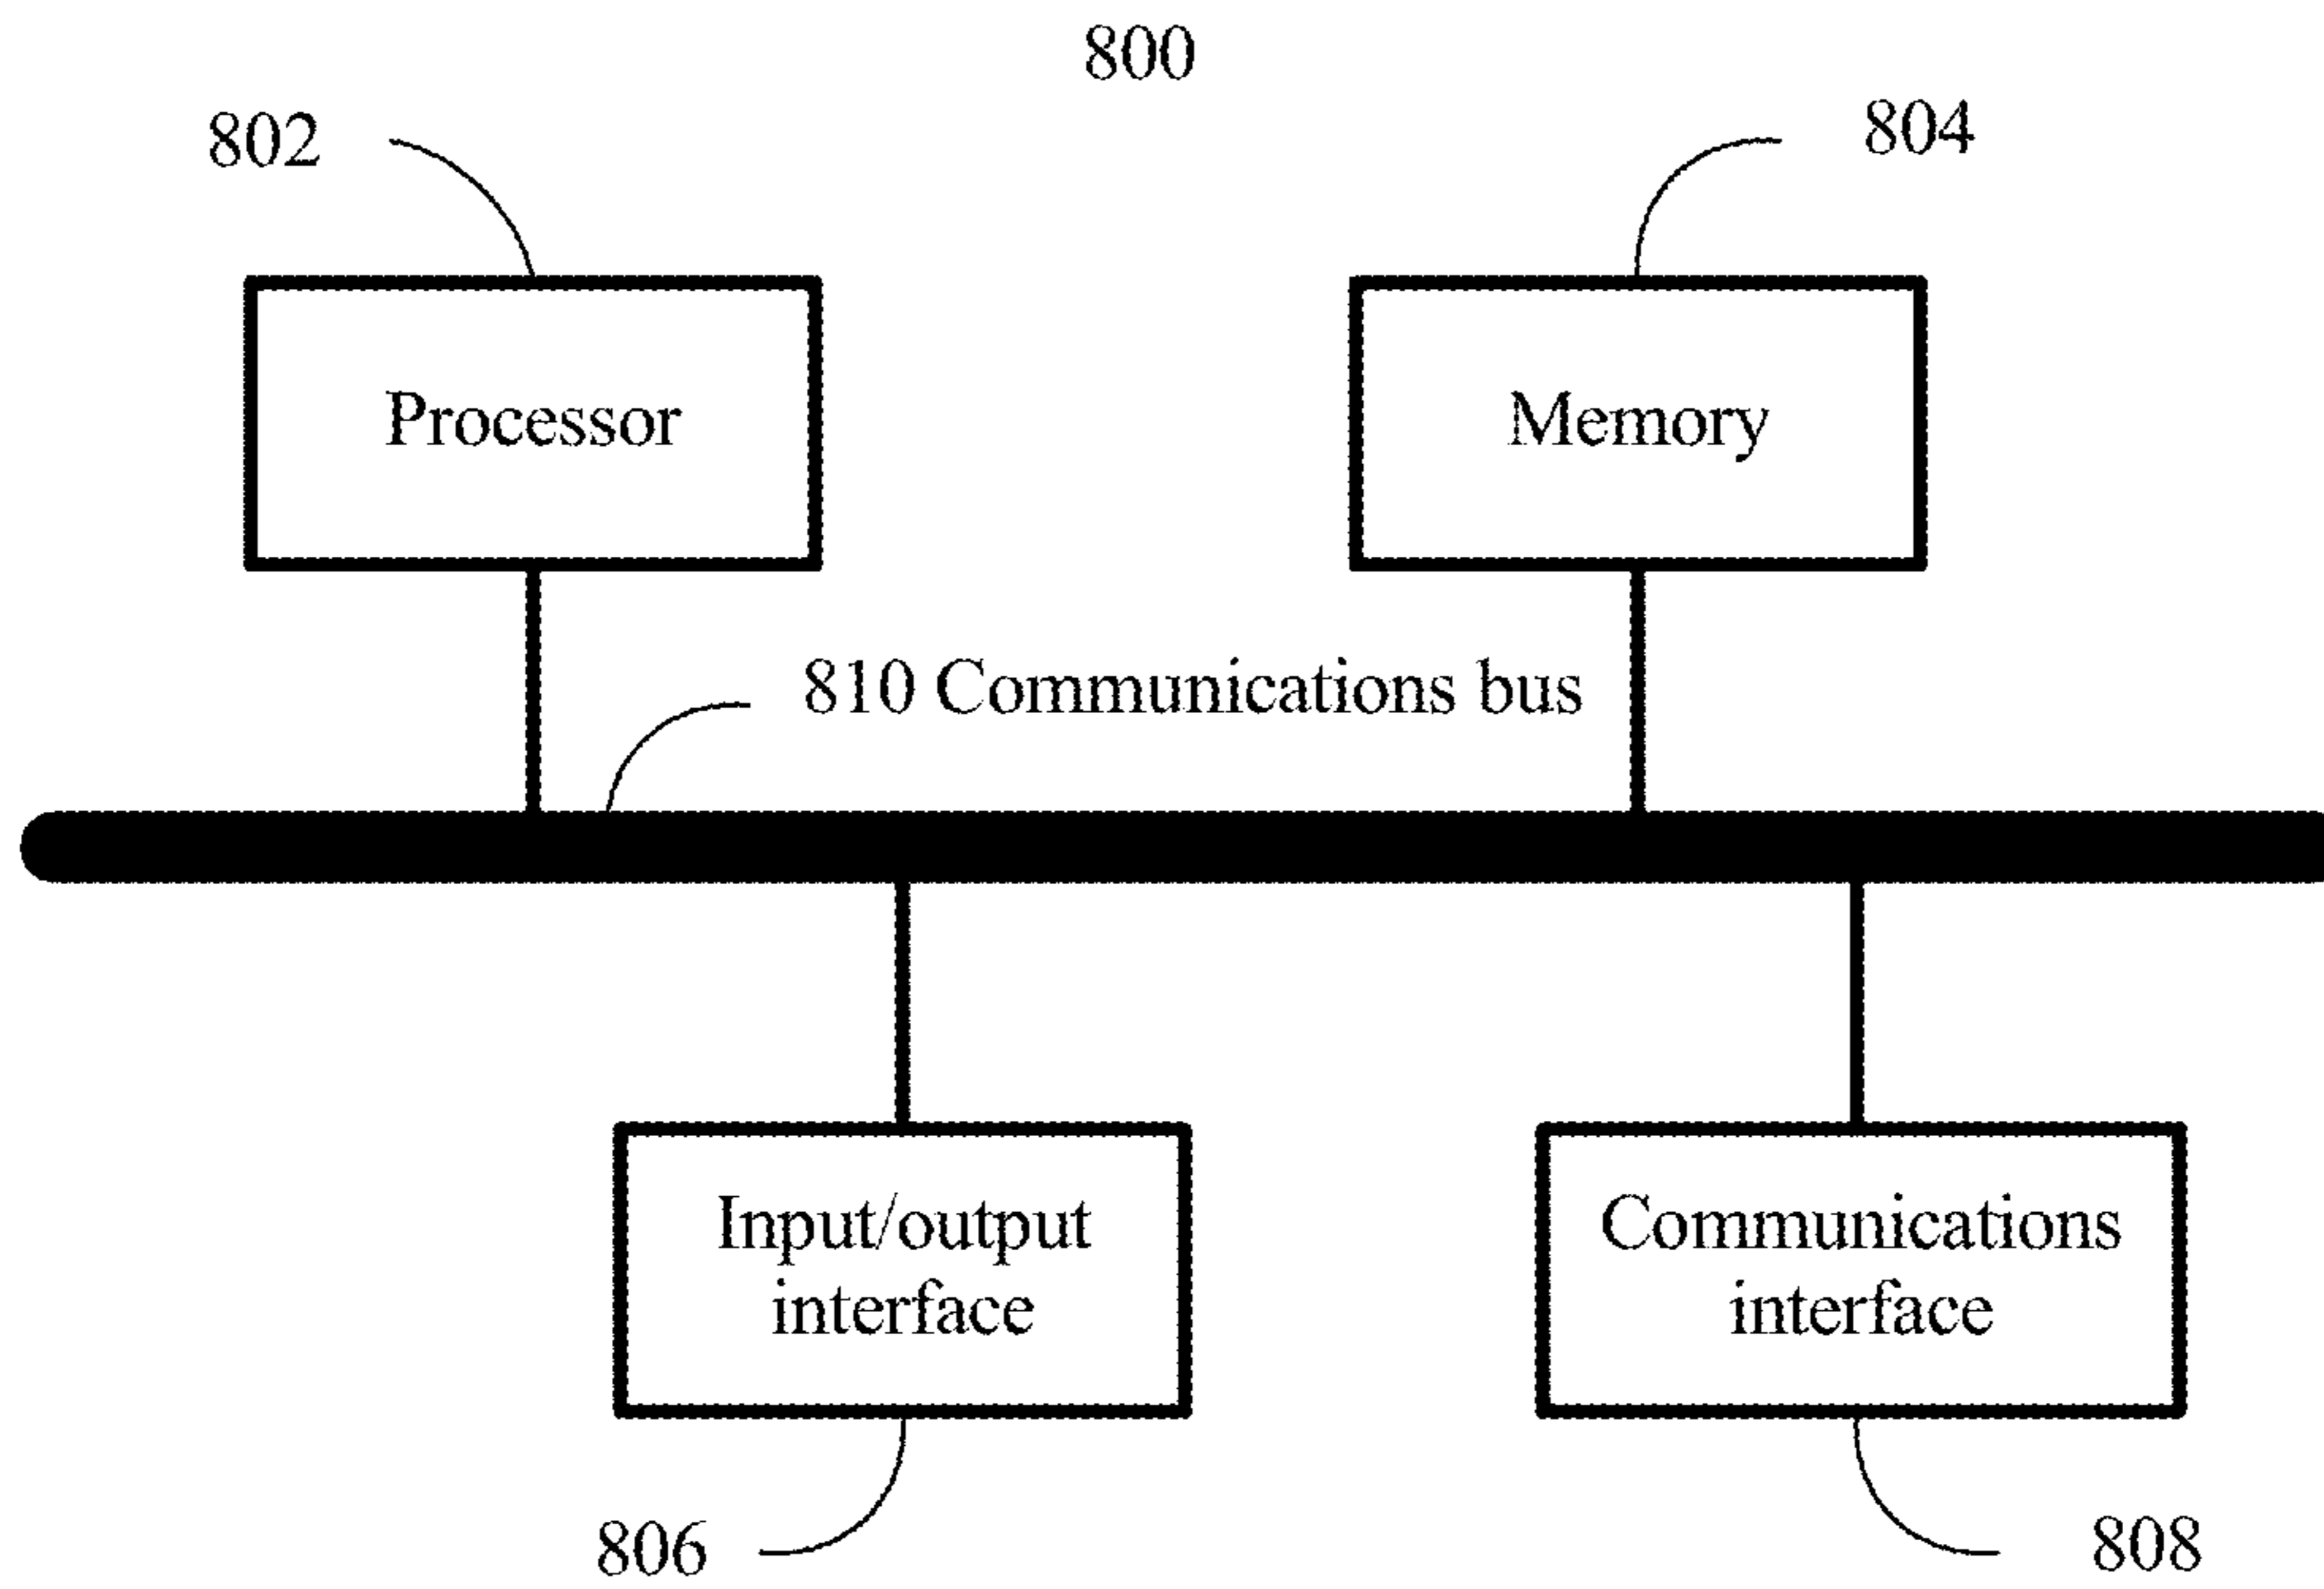 800
802
804
Processor
Memory
810 Communications bus
Input/output
interface
Communications
interface
806
808